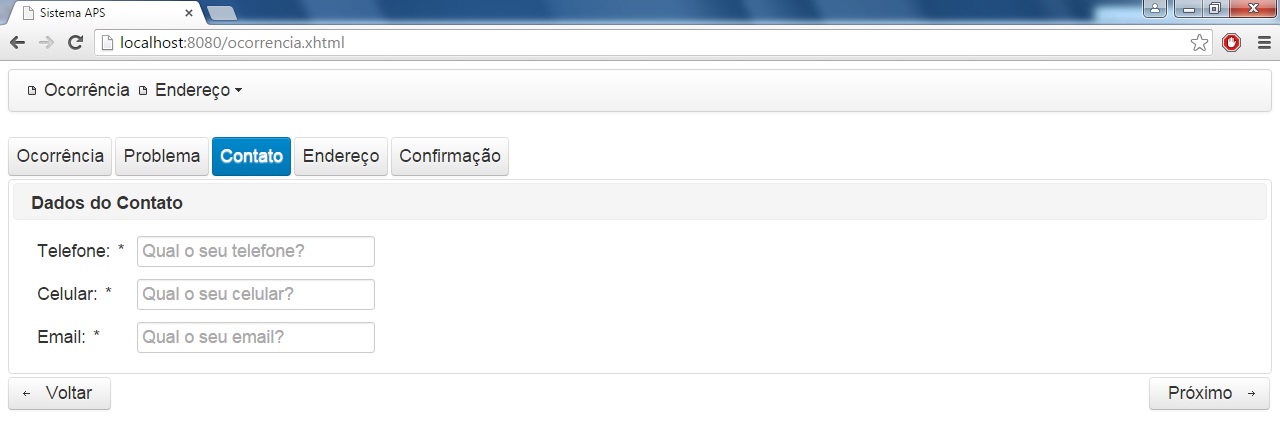 Sistema APS
localhost:8080/ocorrencia.xhtml
Ocorrência Endereço
Ocorrência Problema Contato Endereço Confirmação
Dados do Contato
Telefone: * Qual o seu telefone?
Celular: * Qual o seu celular?
Email: * Qual o seu email?
Voltar Próximo